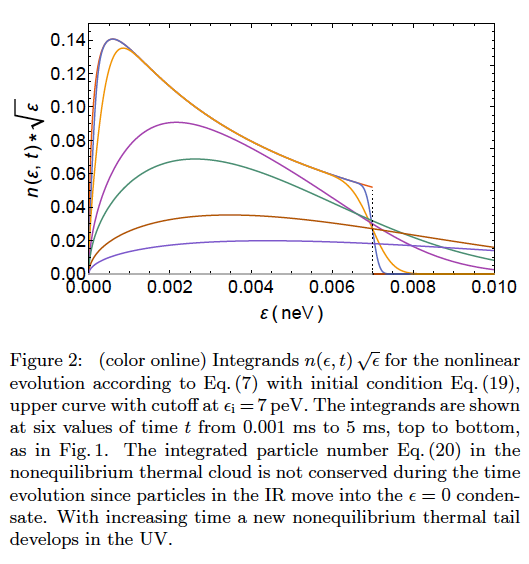 n(ε, t)*√ε
0.14
0.12
0.10
0.08
0.06
0.04
0.02
0.00
0.000 0.002 0.004 0.006 0.008 0.010
ε (neV)
Figure 2: (color online) Integrands n(ϵ, t) √ϵ for the nonlinear
evolution according to Eq. (7) with initial condition Eq. (19),
upper curve with cutoff at ϵi = 7 peV. The integrands are shown
at six values of time t from 0.001 ms to 5 ms, top to bottom,
as in Fig. 1. The integrated particle number Eq. (20) in the
nonequilibrium thermal cloud is not conserved during the time
evolution since particles in the IR move into the ϵ = 0 conden-
sate. With increasing time a new nonequilibrium thermal tail
develops in the UV.